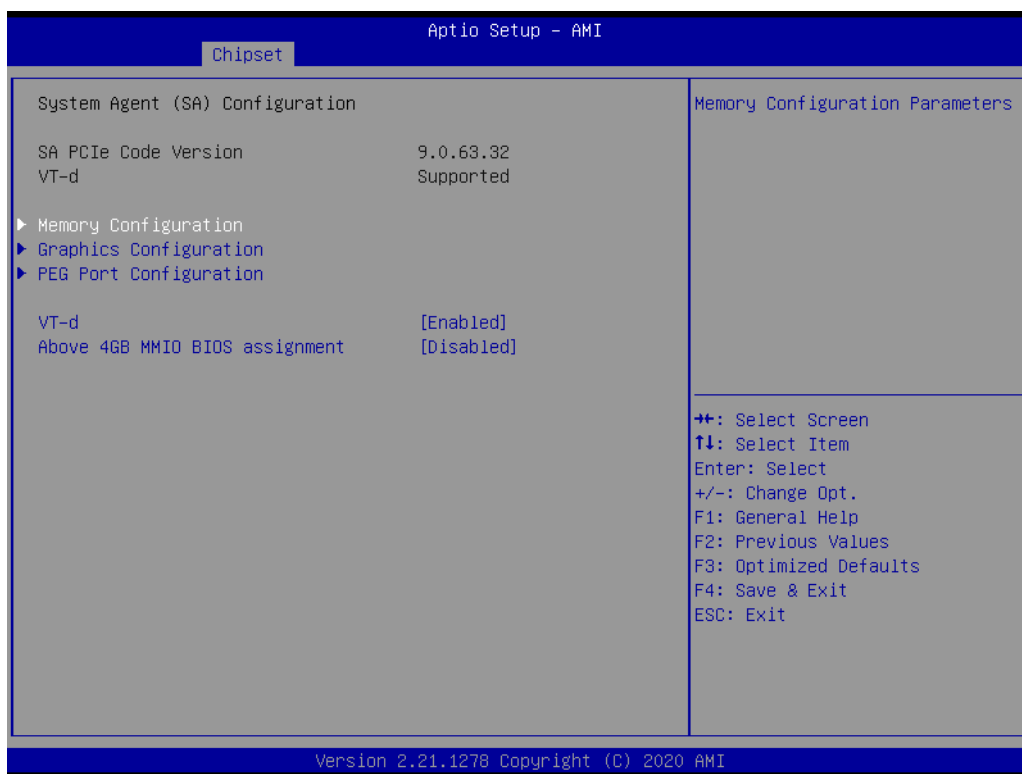 Aptio Setup – AMI
Chipset
System Agent (SA) Configuration
SA PCIe Code Version 9.0.63.32
VT-d Supported
▶ Memory Configuration
▶ Graphics Configuration
▶ PEG Port Configuration
VT-d [Enabled]
Above 4GB MMIO BIOS assignment [Disabled]
Memory Configuration Parameters
→←: Select Screen
↑↓: Select Item
Enter: Select
+/-: Change Opt.
F1: General Help
F2: Previous Values
F3: Optimized Defaults
F4: Save & Exit
ESC: Exit
Version 2.21.1278 Copyright (C) 2020 AMI